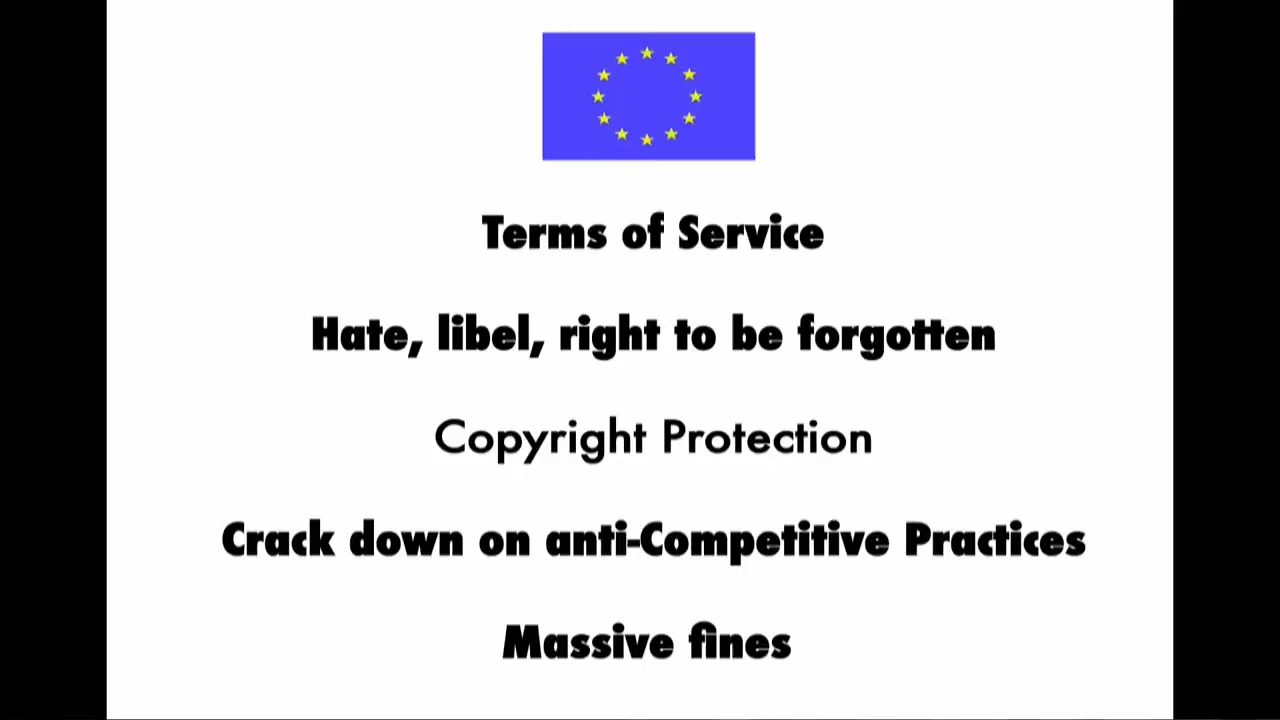 Terms of Service
Hate, libel, right to be forgotten
Copyright Protection
Crack down on anti-Competitive Practices
Massive fines